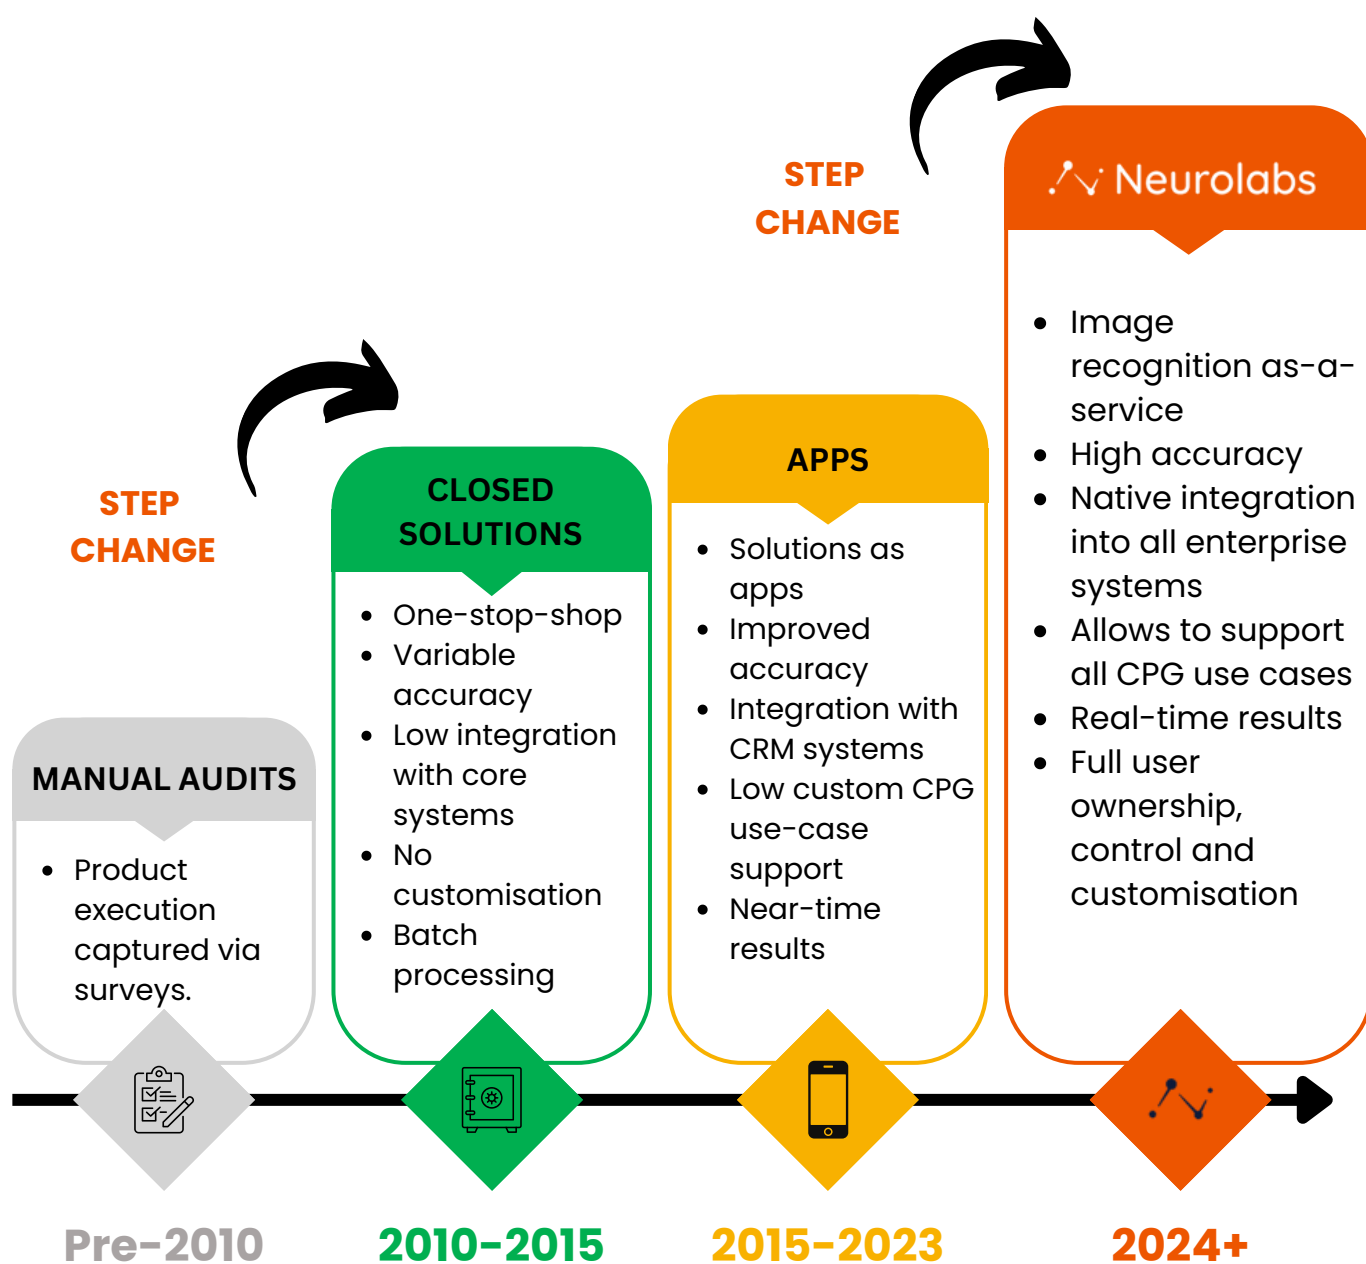 STEP
CHANGE
Neurolabs
• Image
recognition as-a-
service
• High accuracy
• Native integration
into all enterprise
systems
• Allows to support
all CPG use cases
• Real-time results
• Full user
ownership,
control and
customisation
STEP
CHANGE
CLOSED
SOLUTIONS
• One-stop-shop
• Variable
accuracy
• Low integration
with core
systems
• No
customisation
• Batch
processing
APPS
• Solutions as
apps
• Improved
accuracy
• Integration with
CRM systems
• Low custom CPG
use-case
support
• Near-time
results
MANUAL AUDITS
• Product
execution
captured via
surveys.
Pre-2010
2010-2015
2015-2023
2024+